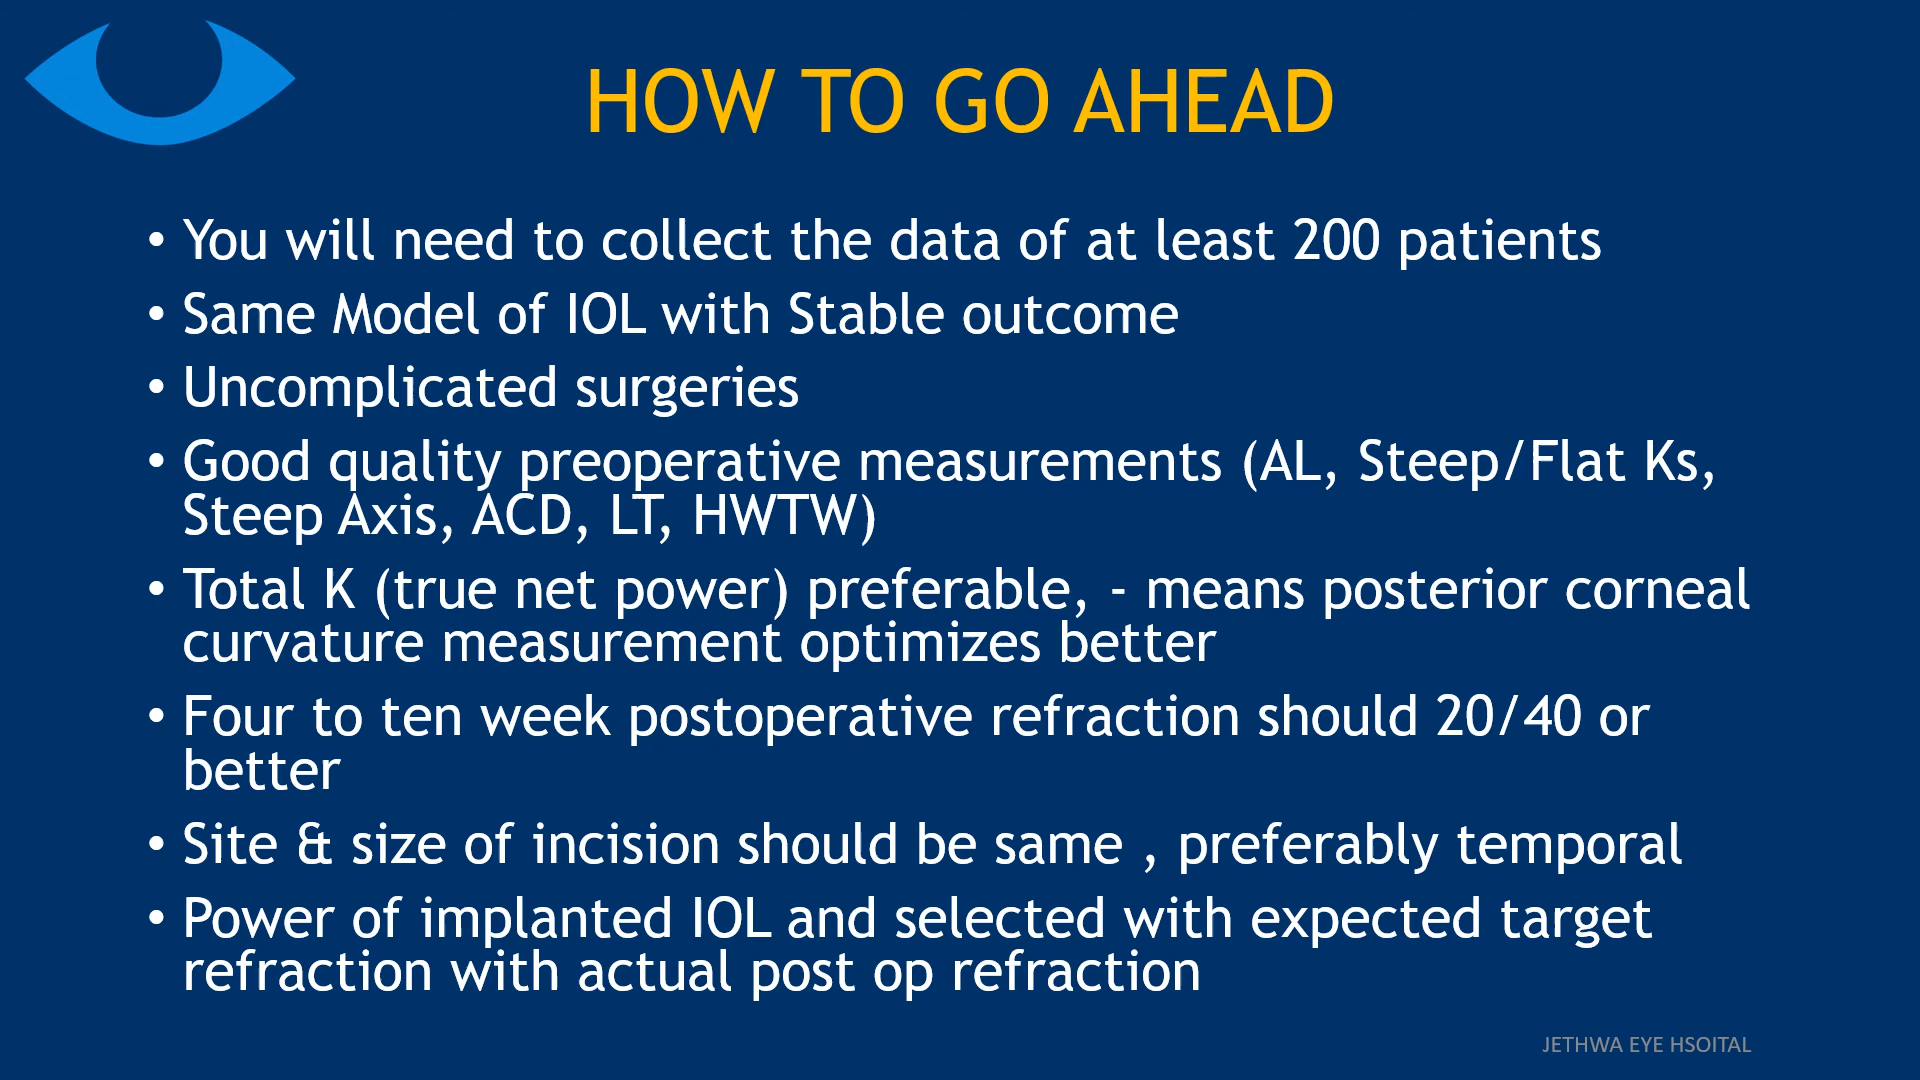 HOW TO GO AHEAD
• You will need to collect the data of at least 200 patients
• Same Model of IOL with Stable outcome
• Uncomplicated surgeries
• Good quality preoperative measurements (AL, Steep/Flat Ks,
Steep Axis, ACD, LT, HWTW)
• Total K (true net power) preferable, - means posterior corneal
curvature measurement optimizes better
• Four to ten week postoperative refraction should 20/40 or
better
• Site & size of incision should be same , preferably temporal
• Power of implanted IOL and selected with expected target
refraction with actual post op refraction
JETHWA EYE HSOITAL